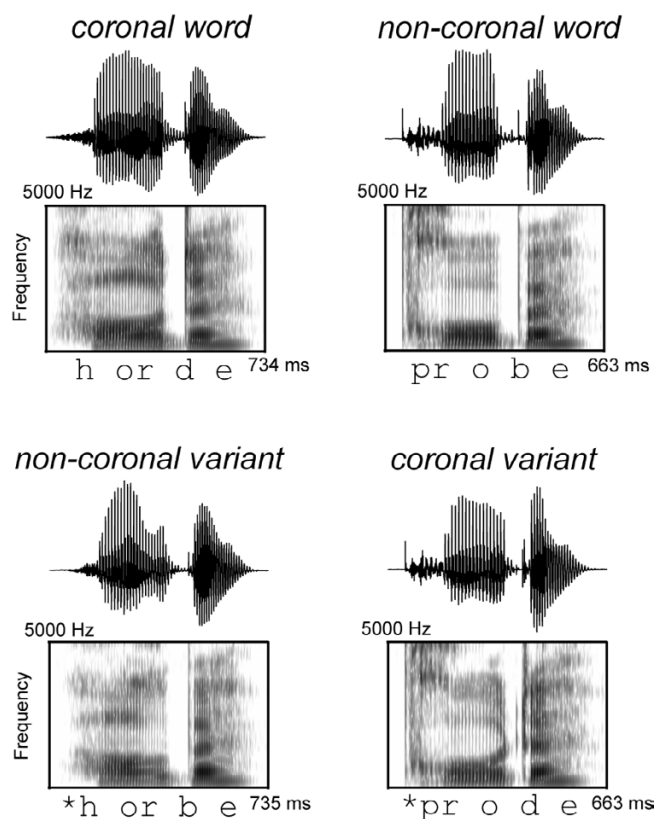 coronal word
non-coronal word
5000 Hz
5000 Hz
Frequency
h or d e 734 ms
pr o b e 663 ms
non-coronal variant
coronal variant
5000 Hz
5000 Hz
Frequency
*h or b e 735 ms
*pr o d e 663 ms